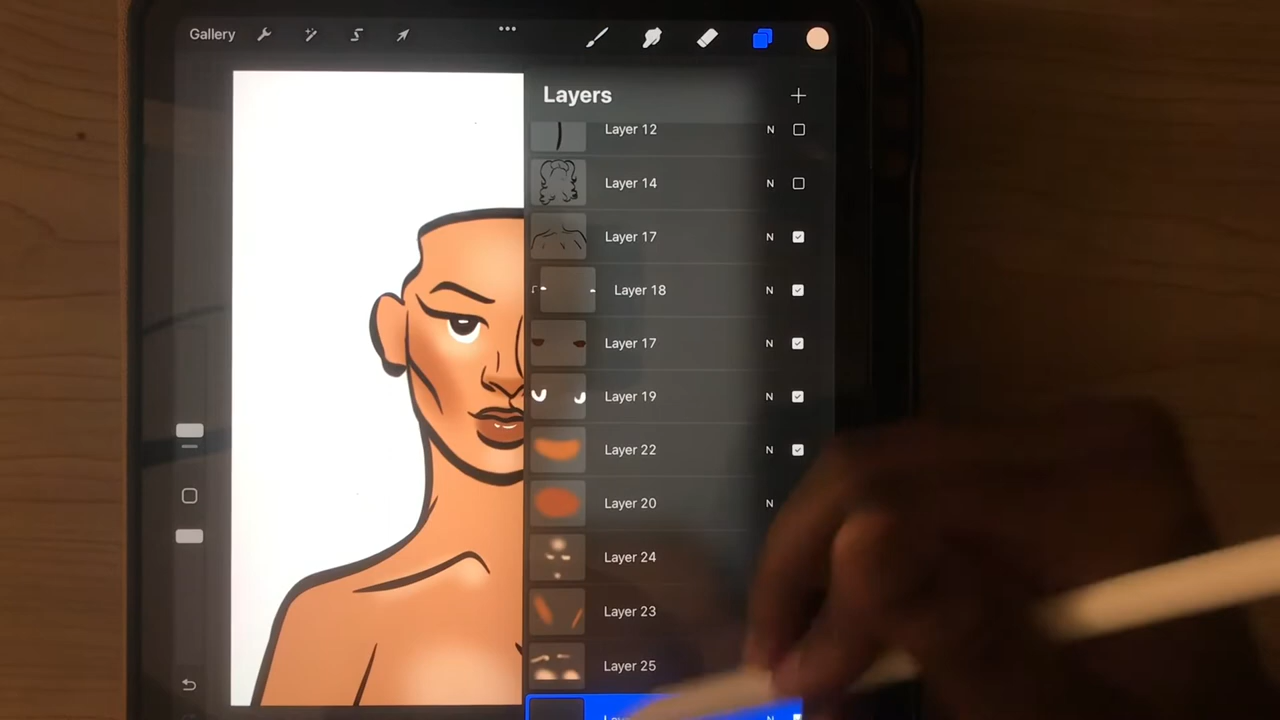 Gallery
Layers
Layer 12 N
Layer 14 N
Layer 17 N
Layer 18 N
Layer 17 N
Layer 19 N
Layer 22 N
Layer 20 N
Layer 24
Layer 23
Layer 25
N